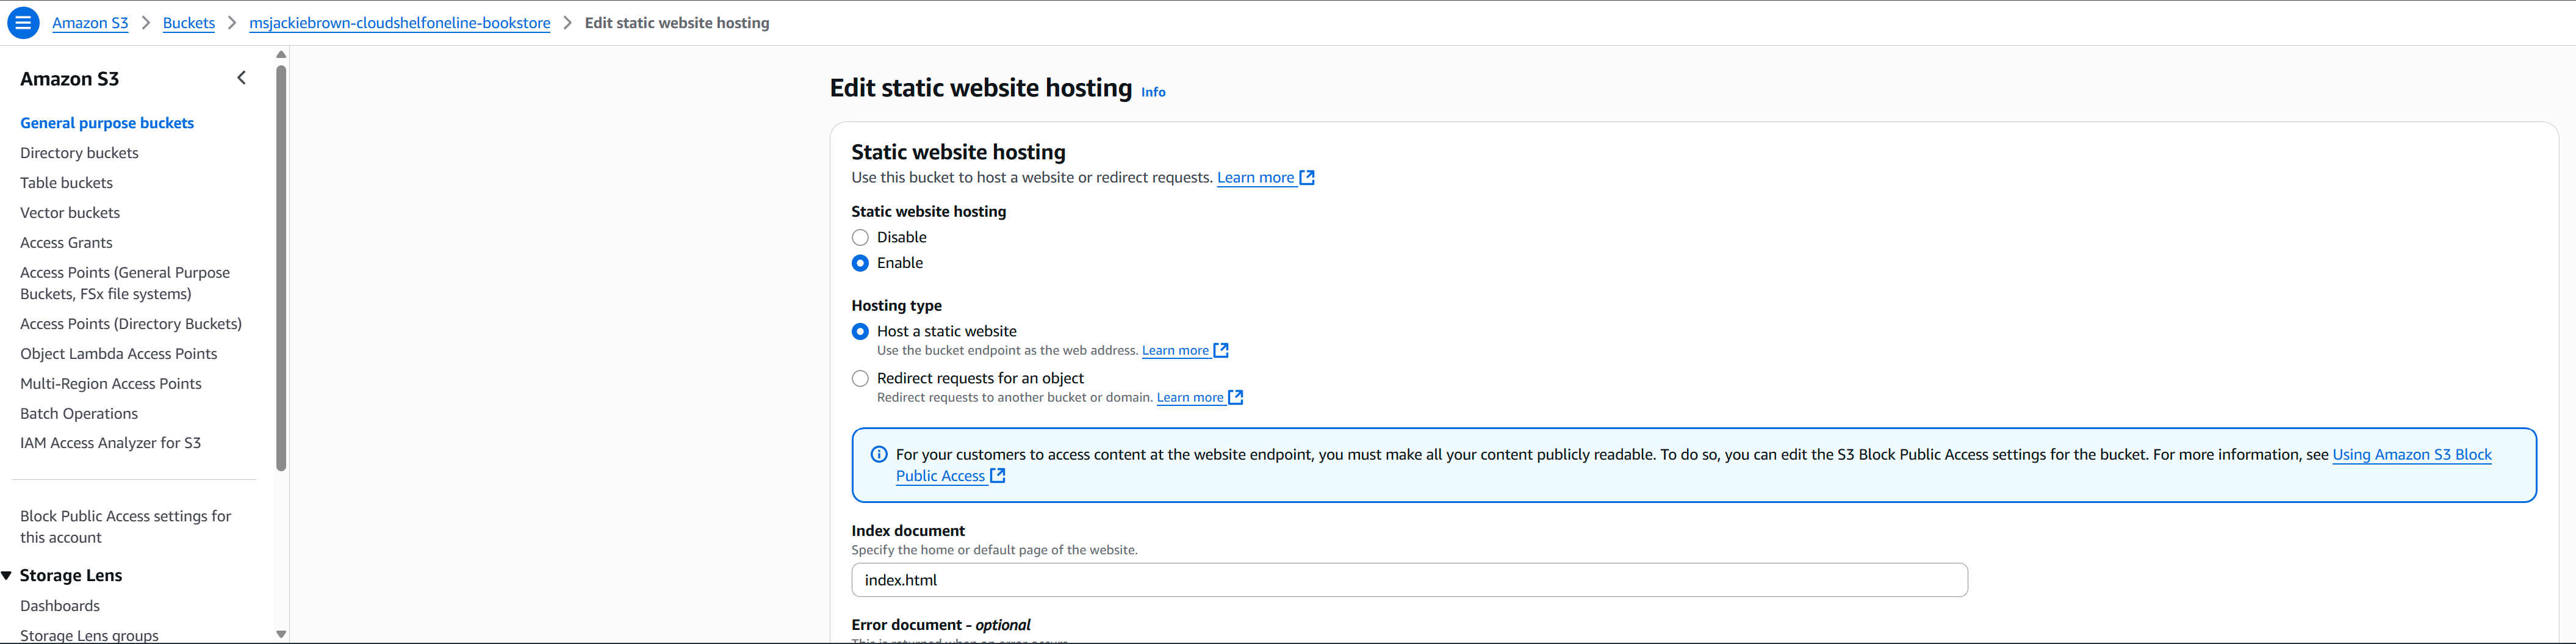 Amazon S3 > Buckets > msjackiebrown-cloudshelfoneline-bookstore > Edit static website hosting
Amazon S3
General purpose buckets
Directory buckets
Table buckets
Vector buckets
Access Grants
Access Points (General Purpose
Buckets, FSx file systems)
Access Points (Directory Buckets)
Object Lambda Access Points
Multi-Region Access Points
Batch Operations
IAM Access Analyzer for S3
Block Public Access settings for
this account
Storage Lens
Dashboards
Storage Lens groups
Edit static website hosting Info
Static website hosting
Use this bucket to host a website or redirect requests. Learn more
Static website hosting
Disable
Enable
Hosting type
Host a static website
Use the bucket endpoint as the web address. Learn more
Redirect requests for an object
Redirect requests to another bucket or domain. Learn more
For your customers to access content at the website endpoint, you must make all your content publicly readable. To do so, you can edit the S3 Block Public Access settings for the bucket. For more information, see Using Amazon S3 Block
Public Access
Index document
Specify the home or default page of the website.
index.html
Error document - optional
This is returned when an error occurs.